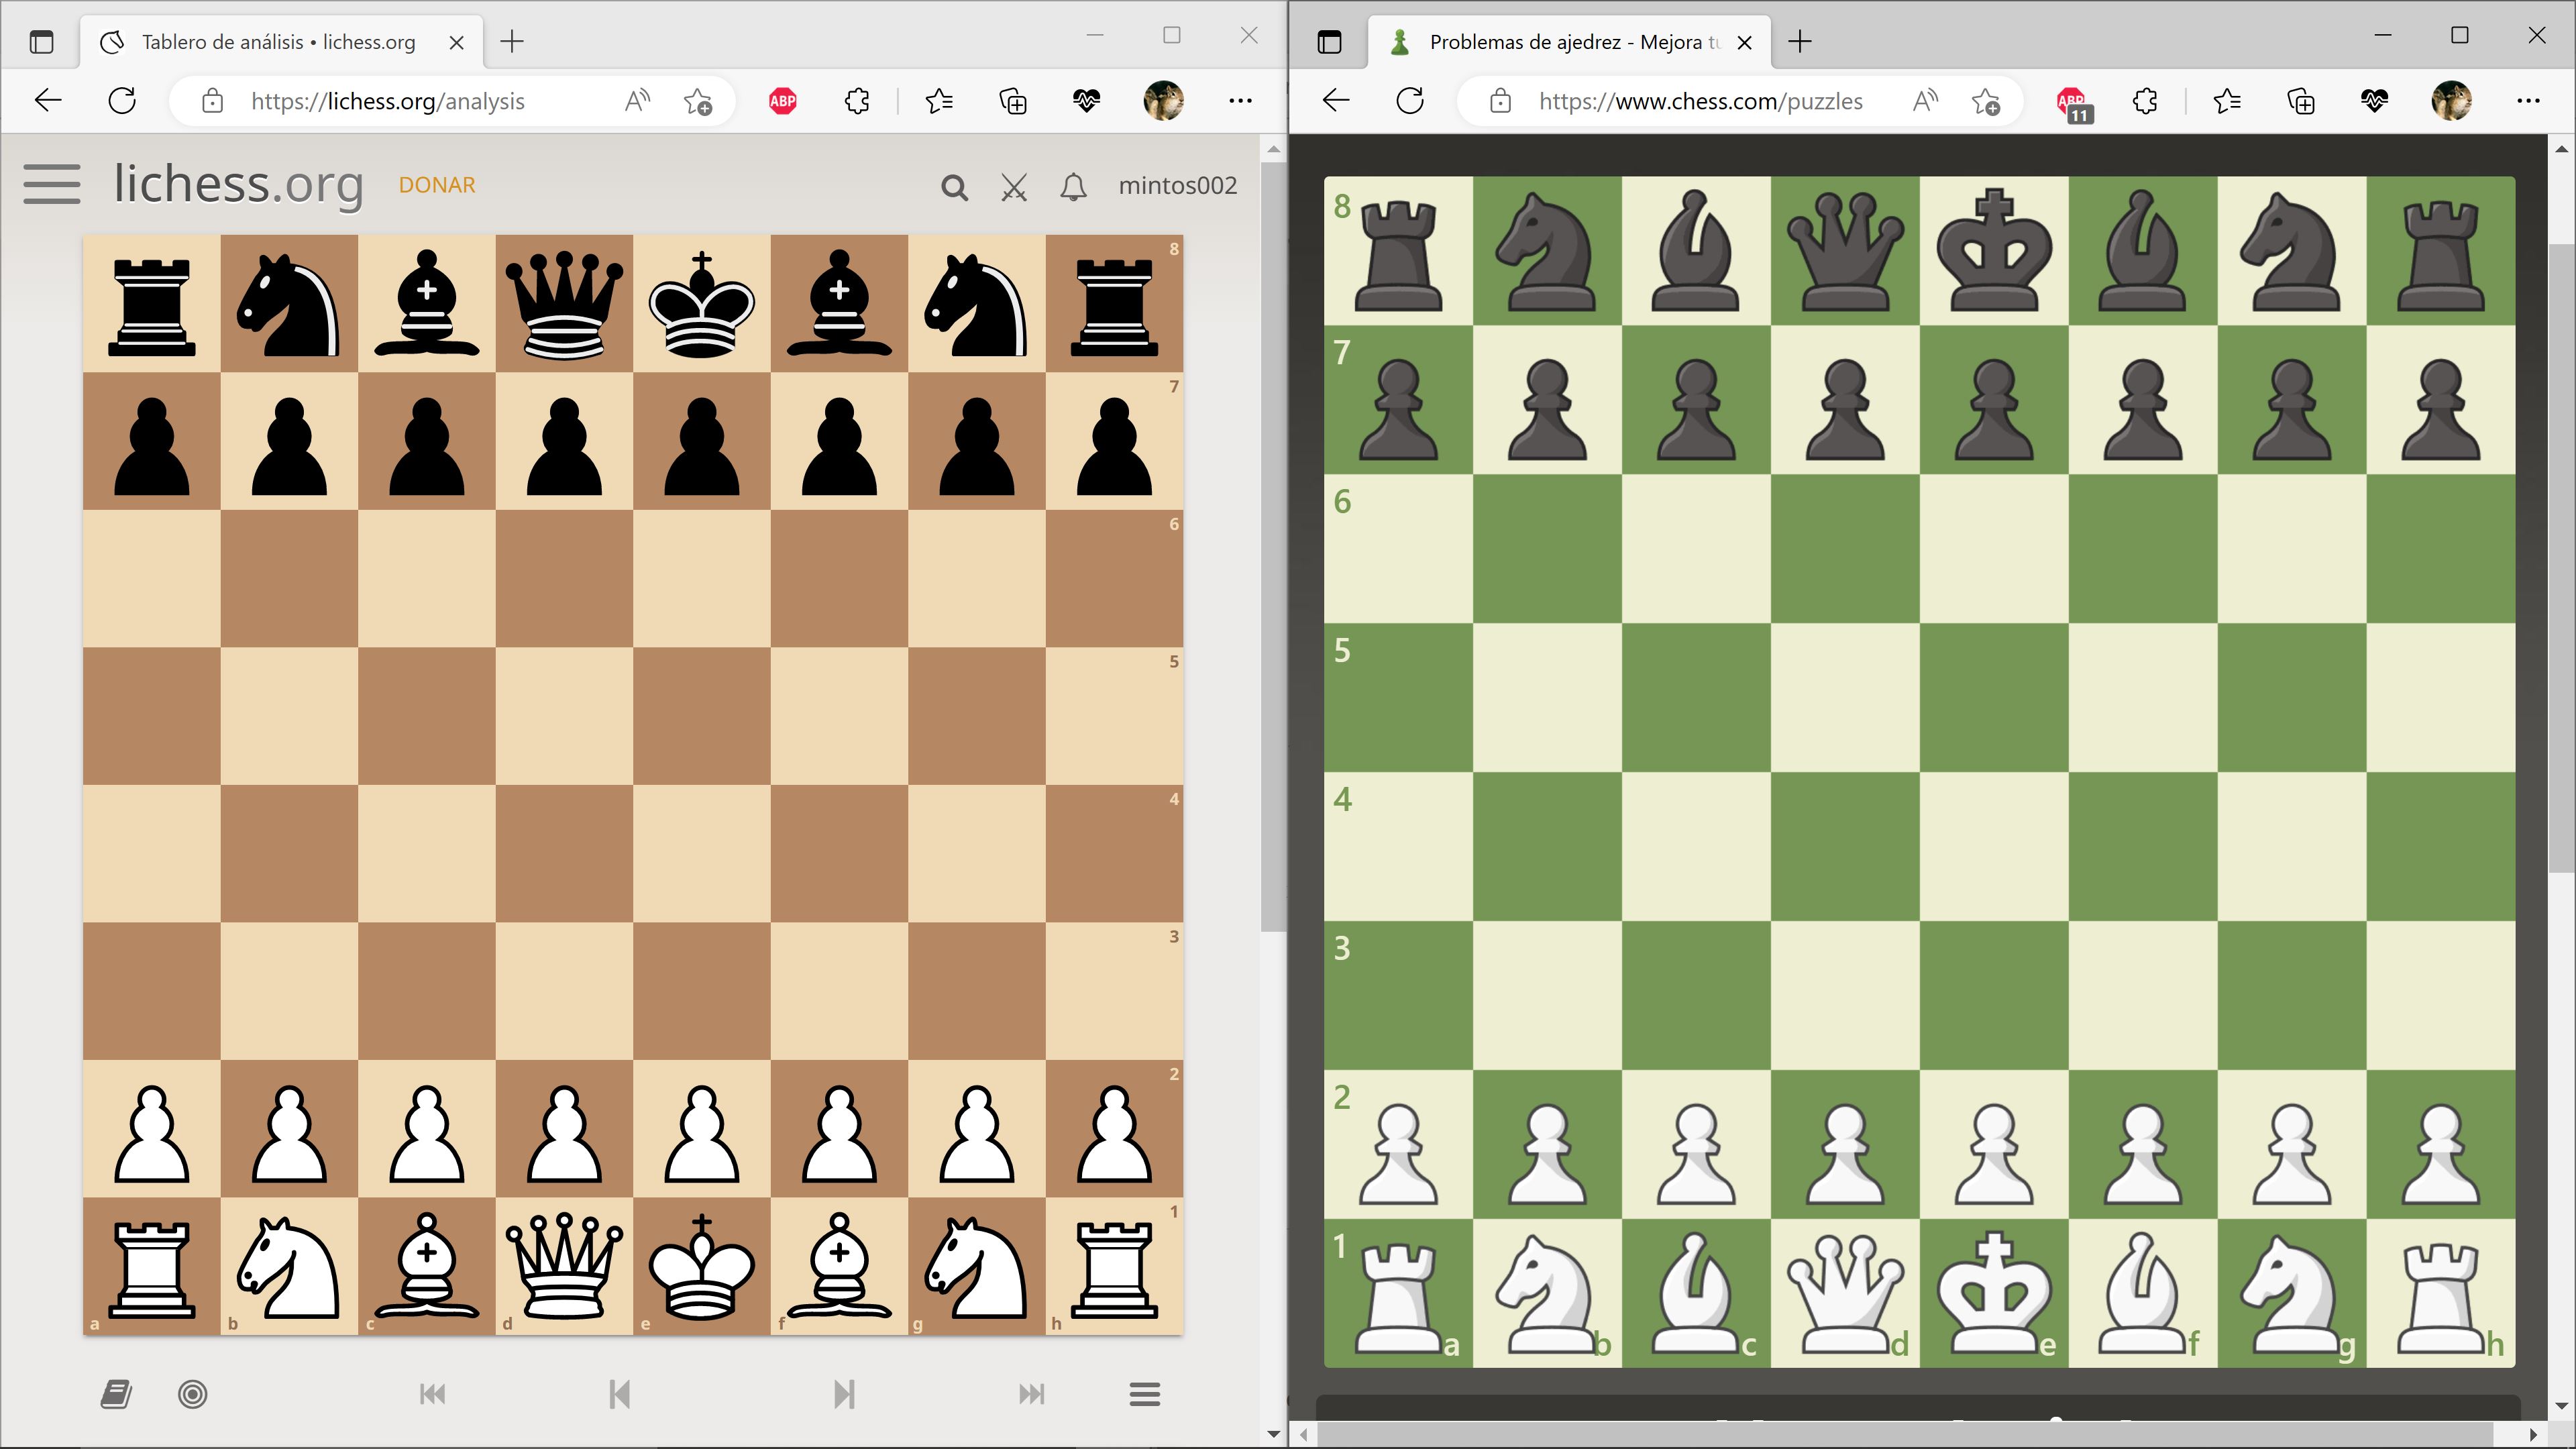 Tablero de análisis • lichess.org
https://lichess.org/analysis
ABP
lichess.org
DONAR
mintos002
8
7
6
5
4
3
2
1
a b c d e f g h
Problemas de ajedrez - Mejora tu
https://www.chess.com/puzzles
ABP
11
8
7
6
5
4
3
2
1
a b c d e f g h